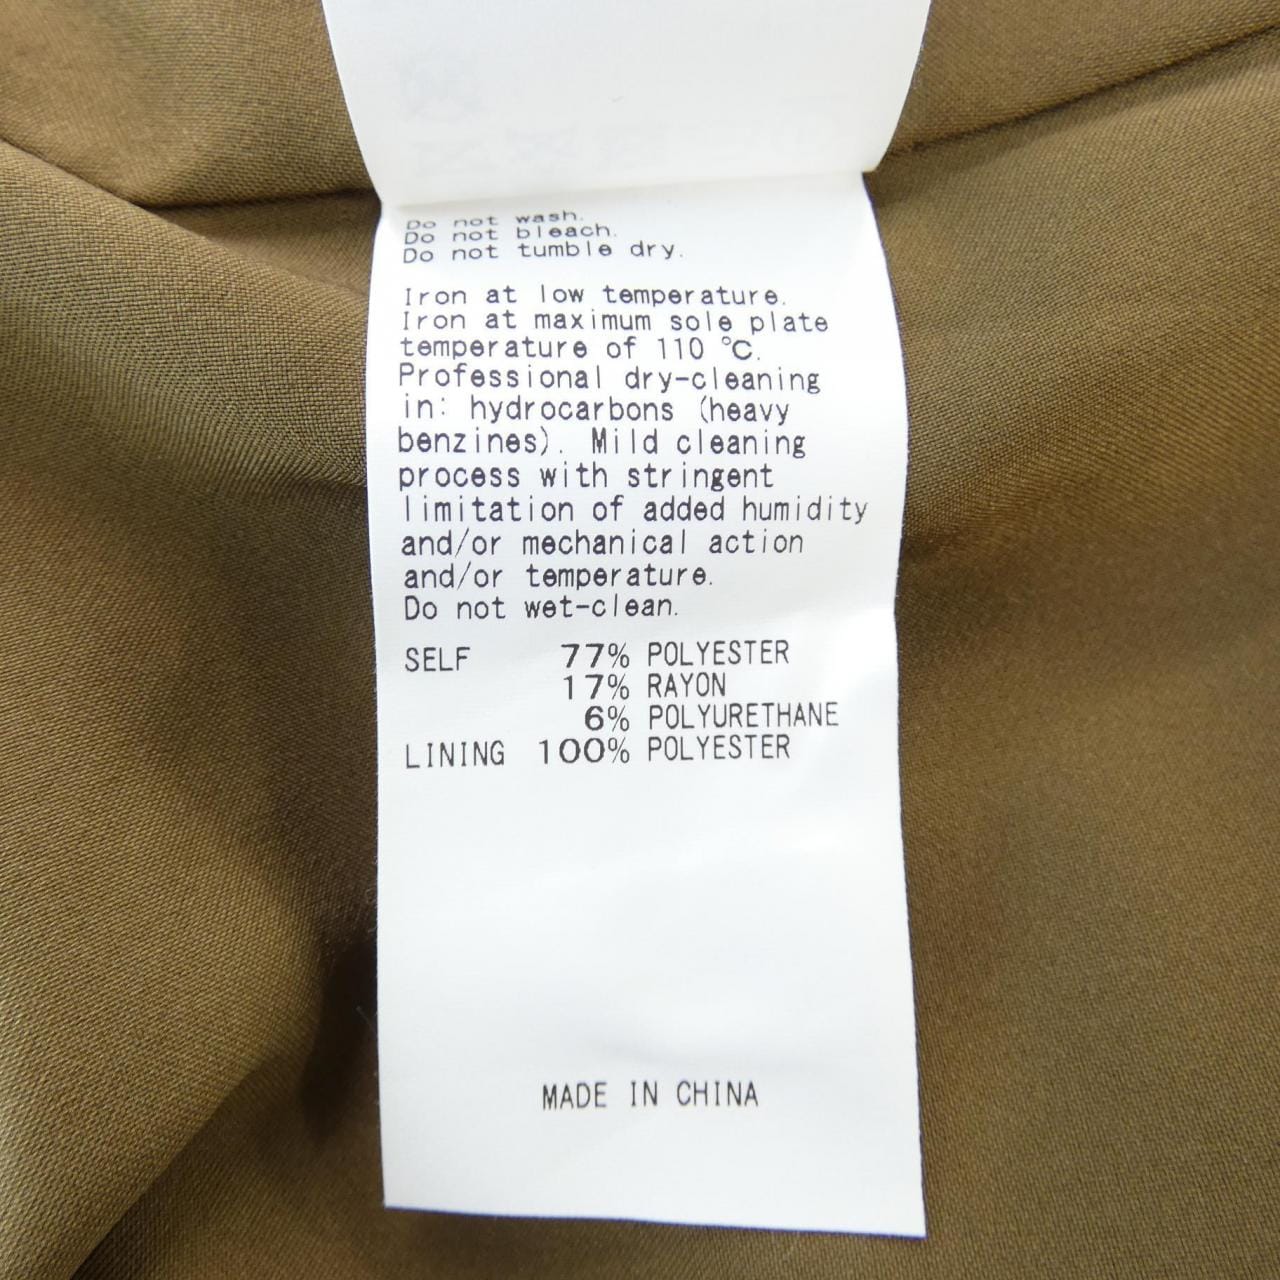 Do not wash.
Do not bleach.
Do not tumble dry.
Iron at low temperature.
Iron at maximum sole plate
temperature of 110 ℃.
Professional dry-cleaning
in: hydrocarbons (heavy
benzines). Mild cleaning
process with stringent
limitation of added humidity
and/or mechanical action
and/or temperature.
Do not wet-clean.
SELF 77% POLYESTER
17% RAYON
6% POLYURETHANE
LINING 100% POLYESTER
MADE IN CHINA